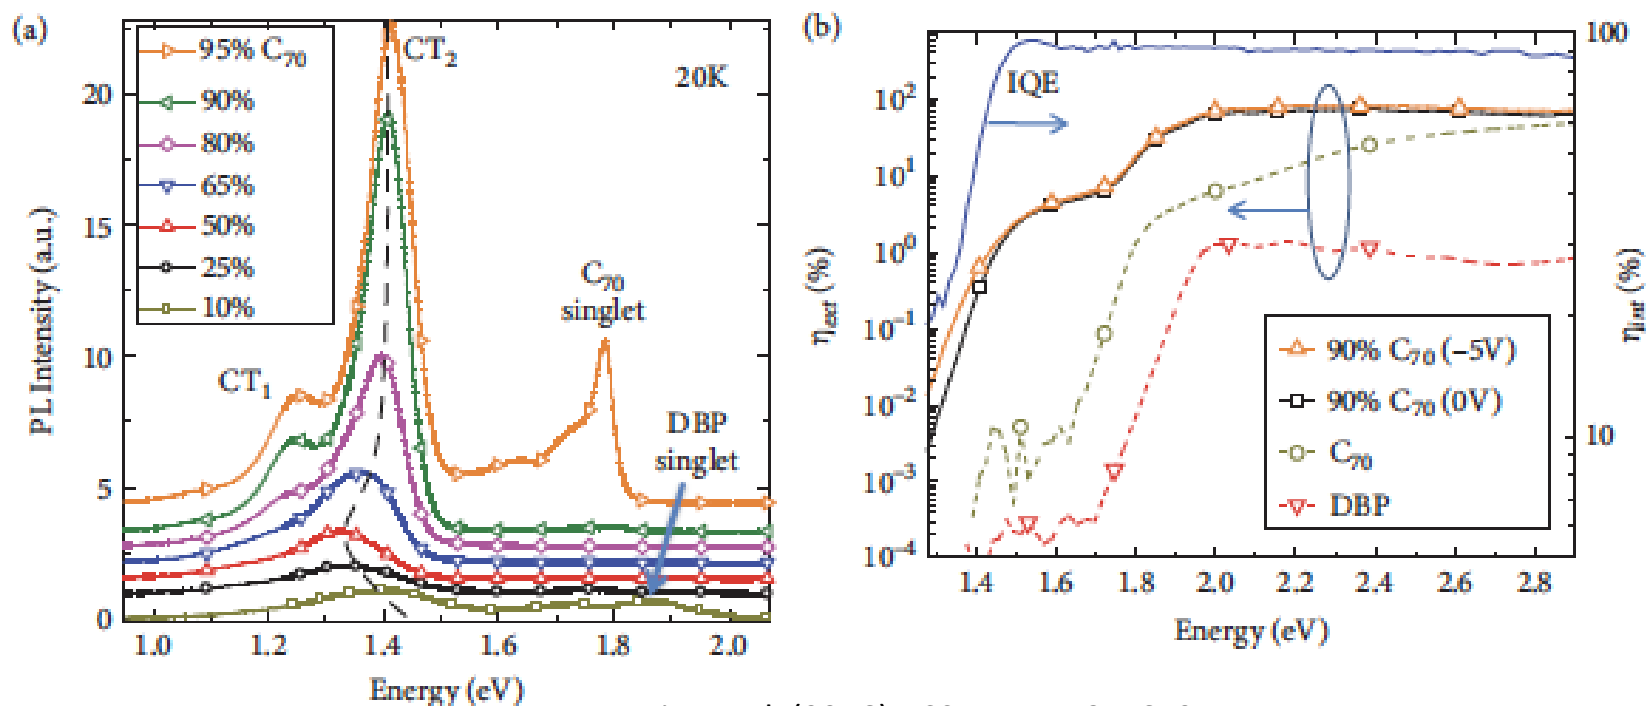 (a)
95% C70
90%
80%
65%
50%
25%
10%
CT2
20K
CT1
C70
singlet
DBP
singlet
PL Intensity (a.u.)
20
15
10
5
0
1.0 1.2 1.4 1.6 1.8 2.0
Energy (eV)
(b)
IQE
ηext (%)
10^2
10^1
10^0
10^-1
10^-2
10^-3
10^-4
100
10
ηint (%)
90% C70 (−5V)
90% C70 (0V)
C70
DBP
1.4 1.6 1.8 2.0 2.2 2.4 2.6 2.8
Energy (eV)